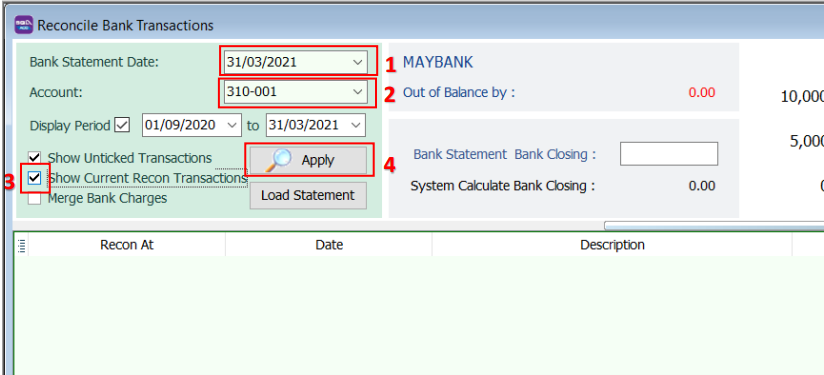 Reconcile Bank Transactions
Bank Statement Date: 31/03/2021 1
Account: 310-001 2
Display Period 01/09/2020 to 31/03/2021
Show Unticked Transactions
3 Show Current Recon Transactions
Merge Bank Charges
Apply 4
Load Statement
MAYBANK
Out of Balance by : 0.00
Bank Statement Bank Closing :
System Calculate Bank Closing : 0.00
10,000
5,000
0
Recon At Date Description